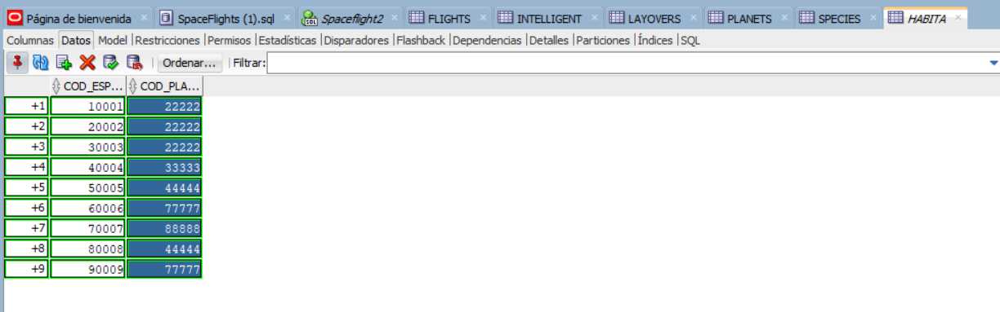 Página de bienvenida × SpaceFlights (1).sql × Spaceflight2 × FLIGHTS × INTELLIGENT × LAYOVERS × PLANETS × SPECIES × HABITA ×
Columnas Datos Model |Restricciones |Permisos |Estadísticas |Disparadores |Flashback |Dependencias |Detalles |Particiones |Índices |SQL
Ordenar... Filtrar:
COD_ESP... COD_PLA...
+1 10001 22222
+2 20002 22222
+3 30003 22222
+4 40004 33333
+5 50005 44444
+6 60006 77777
+7 70007 88888
+8 80008 44444
+9 90009 77777